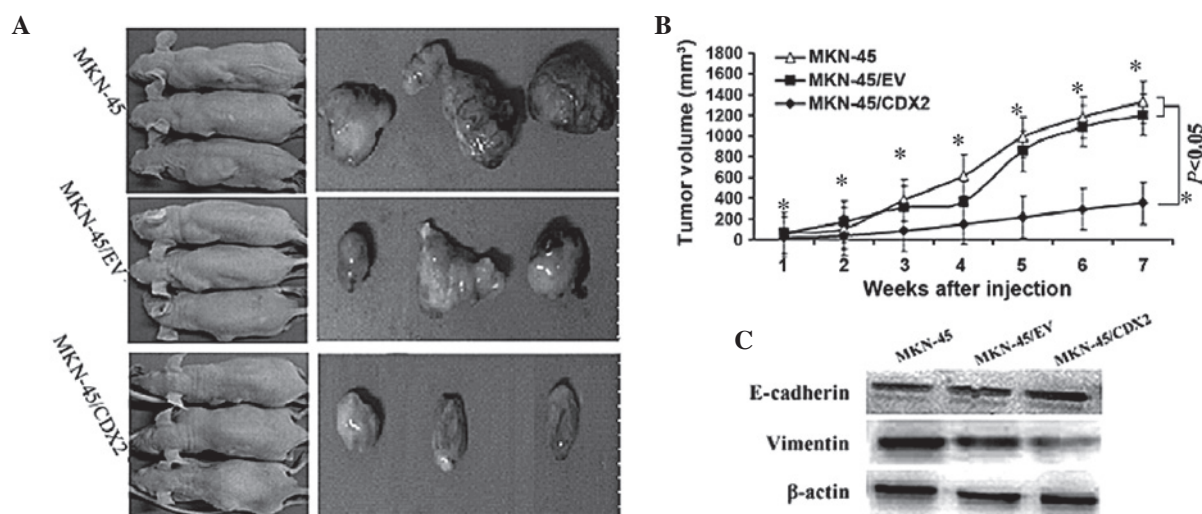 A
MKN-45
MKN-45/EV
MKN-45/CDX2
B
Tumor volume (mm³)
1800
1600
1400
1200
1000
800
600
400
200
0
MKN-45
MKN-45/EV
MKN-45/CDX2
* * * * * * *
* P<0.05
1 2 3 4 5 6 7
Weeks after injection
C
MKN-45 MKN-45/EV MKN-45/CDX2
E-cadherin
Vimentin
β-actin